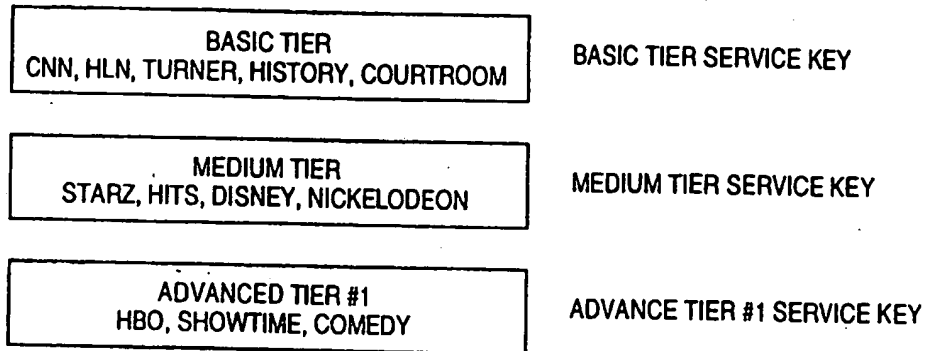 BASIC TIER
CNN, HLN, TURNER, HISTORY, COURTROOM
BASIC TIER SERVICE KEY
MEDIUM TIER
STARZ, HITS, DISNEY, NICKELODEON
MEDIUM TIER SERVICE KEY
ADVANCED TIER #1
HBO, SHOWTIME, COMEDY
ADVANCE TIER #1 SERVICE KEY